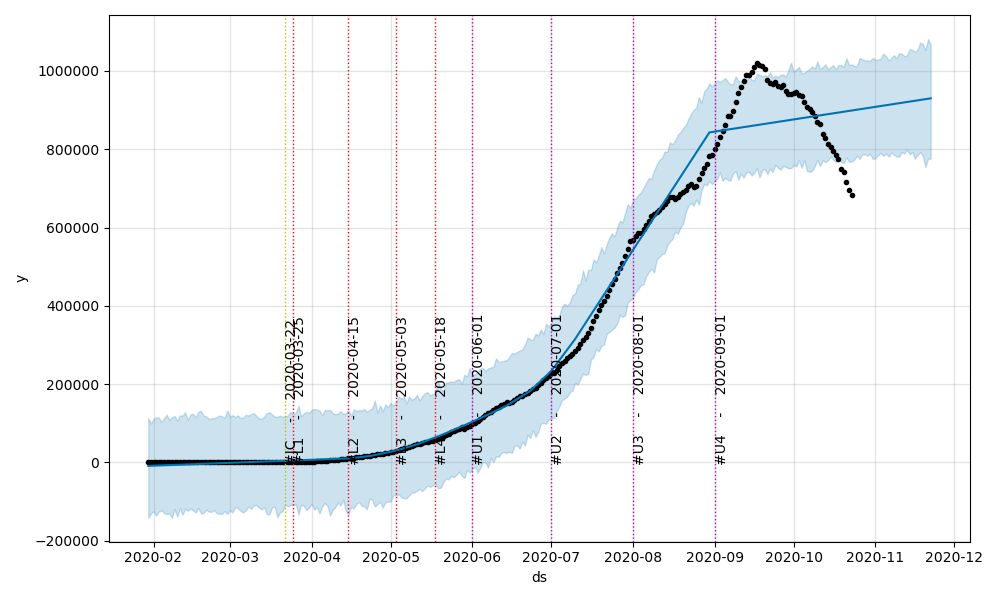 1000000
800000
600000
400000
200000
0
−200000
y
#JC - 2020-03-22
#L1 - 2020-03-25
#L2 - 2020-04-15
#L3 - 2020-05-03
#L4 - 2020-05-18
#U1 - 2020-06-01
#U2 - 2020-07-01
#U3 - 2020-08-01
#U4 - 2020-09-01
2020-02
2020-03
2020-04
2020-05
2020-06
2020-07
2020-08
2020-09
2020-10
2020-11
2020-12
ds